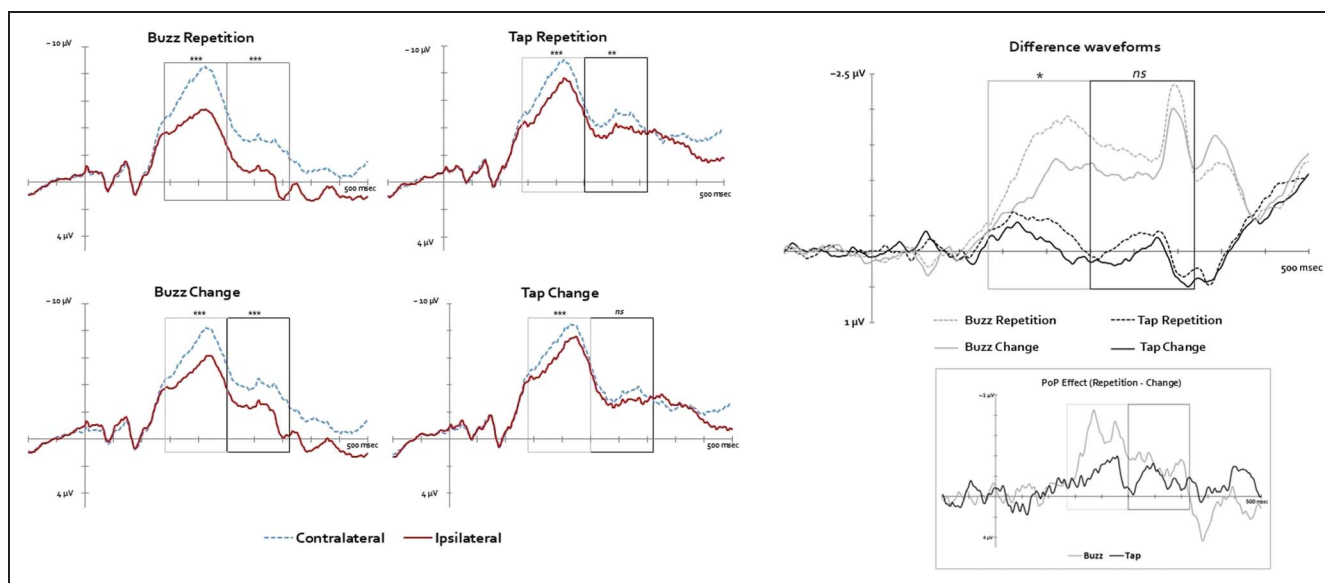 Buzz Repetition
– 10 µV
***
***
500 msec
4 µV
Tap Repetition
– 10 µV
***
**
500 msec
4 µV
Buzz Change
– 10 µV
***
***
500 msec
4 µV
Tap Change
– 10 µV
***
ns
500 msec
4 µV
Contralateral
Ipsilateral
Difference waveforms
–2.5 µV
*
ns
500 msec
1 µV
Buzz Repetition
Tap Repetition
Buzz Change
Tap Change
PoP Effect (Repetition - Change)
–1 µV
500 msec
Buzz
Tap